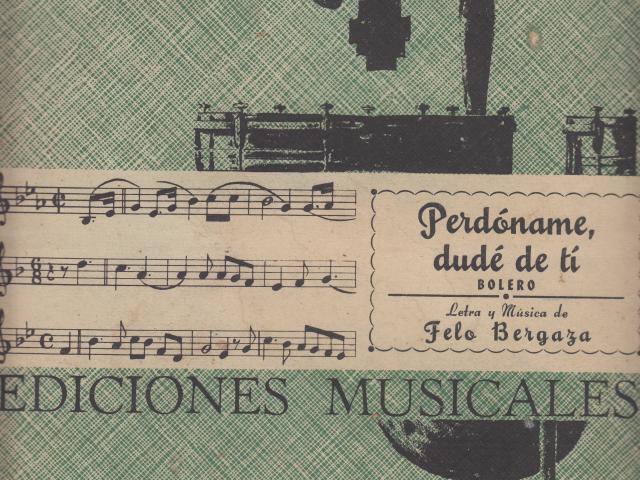 Perdóname,
dudé de tí
BOLERO
Letra y Música de
Felo Bergaza
EDICIONES MUSICALES